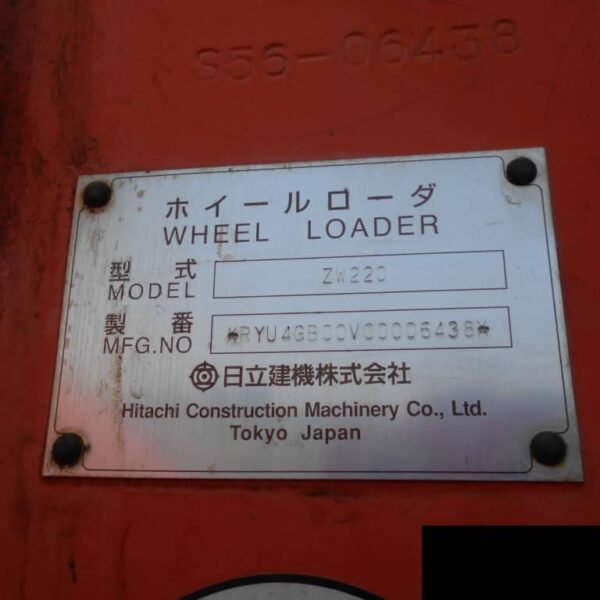 S56-06438
ホイールローダ
WHEEL LOADER
型式 ZW220
MODEL
製番 *RYU4GB00V00006438*
MFG.NO
日立建機株式会社
Hitachi Construction Machinery Co., Ltd.
Tokyo Japan